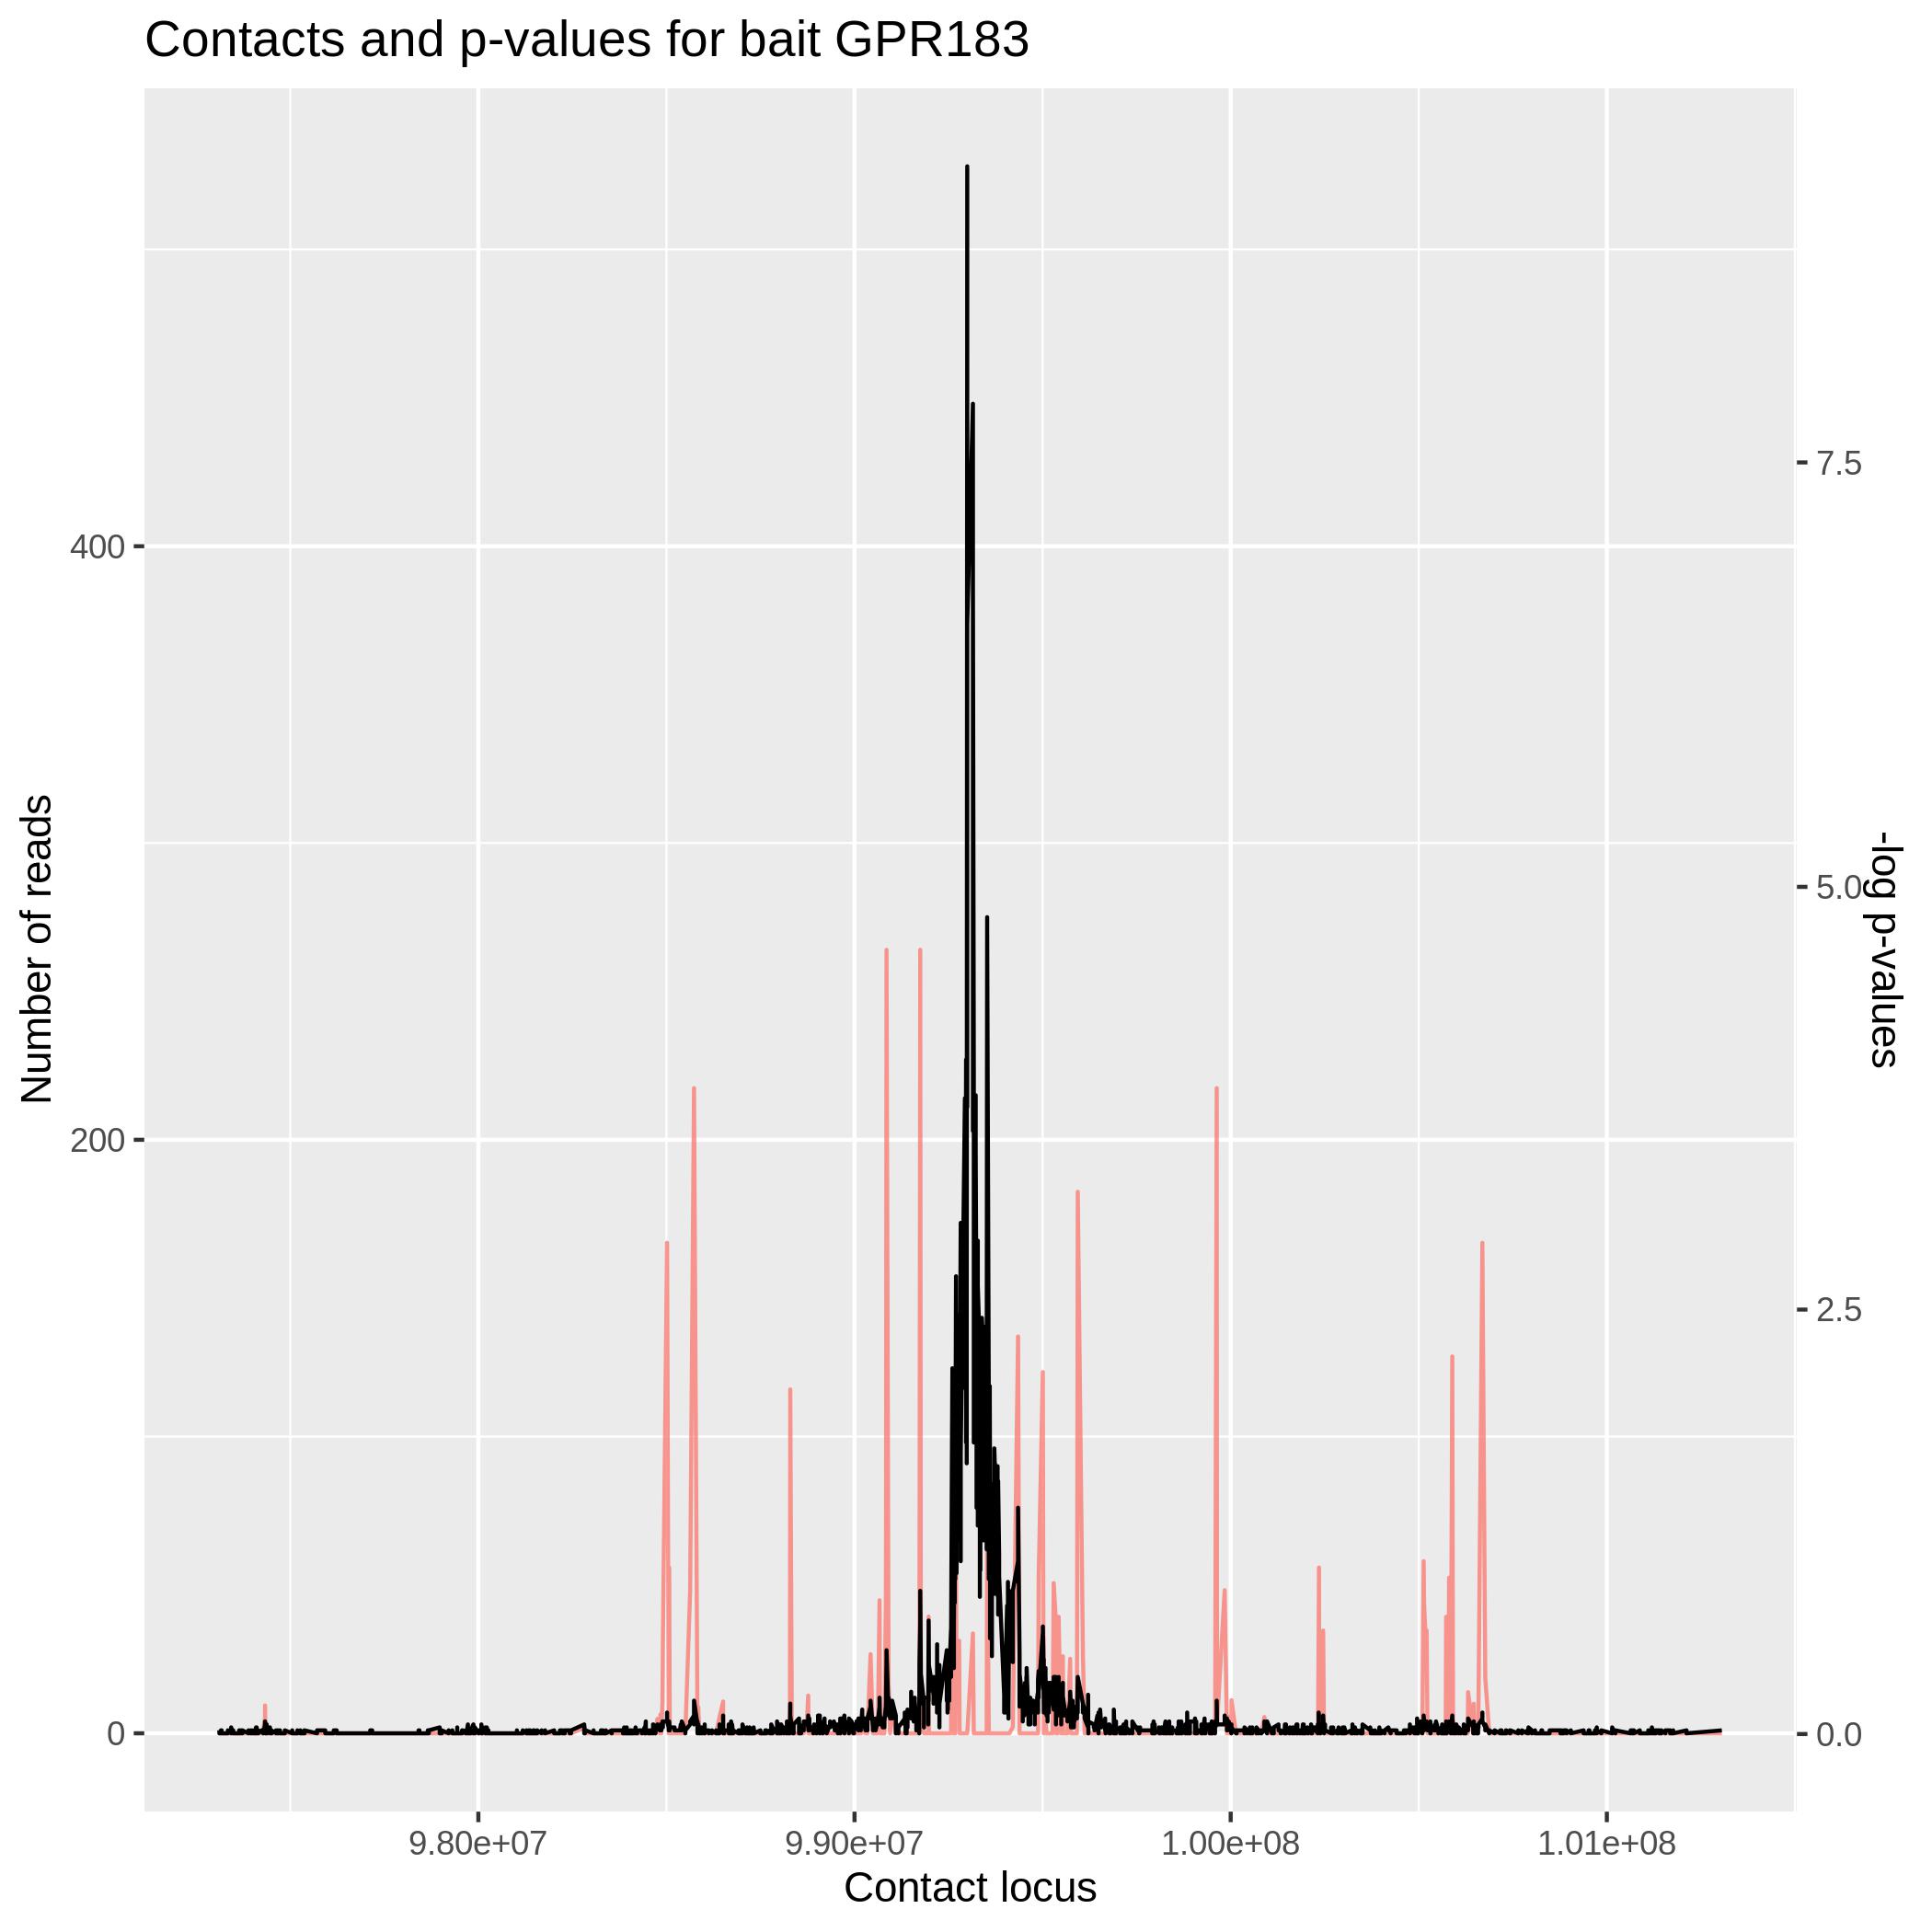 Contacts and p-values for bait GPR183
Number of reads
400
200
0
7.5
5.0
2.5
0.0
-log p-values
9.80e+07
9.90e+07
1.00e+08
1.01e+08
Contact locus